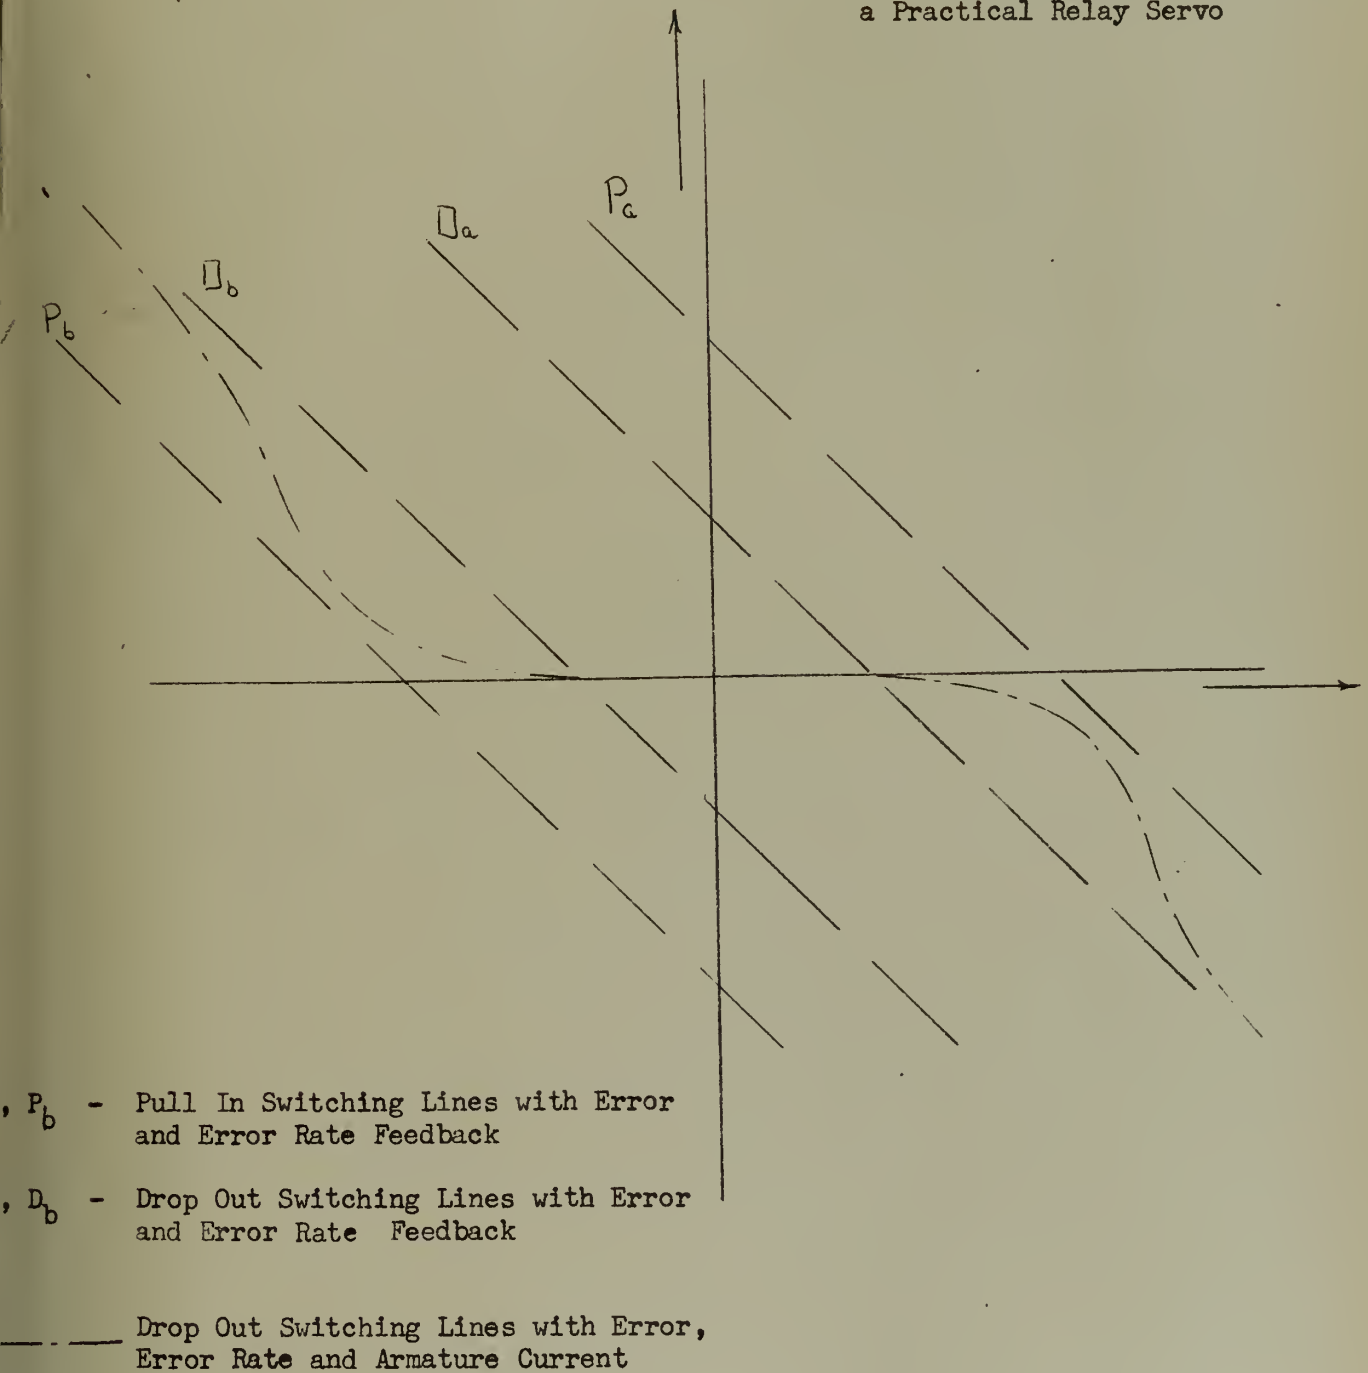 a Practical Relay Servo
Pa
Da
Db
Pb
, Pb - Pull In Switching Lines with Error
and Error Rate Feedback
, Db - Drop Out Switching Lines with Error
and Error Rate Feedback
Drop Out Switching Lines with Error,
Error Rate and Armature Current